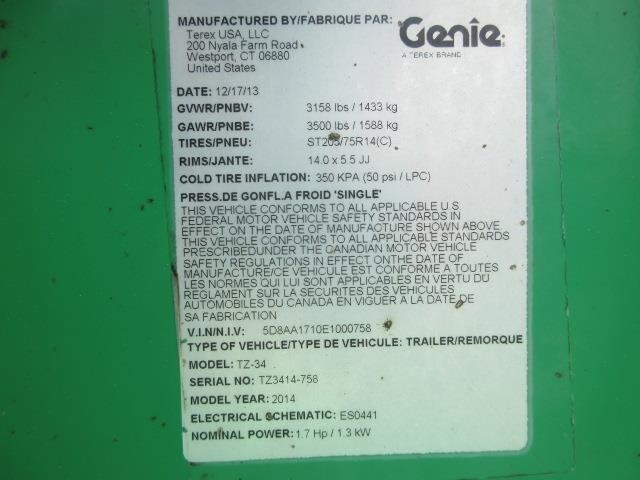 MANUFACTURED BY/FABRIQUE PAR:
Terex USA, LLC
200 Nyala Farm Road
Westport, CT 06880
United States
Genie
A TEREX BRAND
DATE: 12/17/13
GVWR/PNBV: 3158 lbs / 1433 kg
GAWR/PNBE: 3500 lbs / 1588 kg
TIRES/PNEU: ST205/75R14(C)
RIMS/JANTE: 14.0 x 5.5 JJ
COLD TIRE INFLATION: 350 KPA (50 psi / LPC)
PRESS.DE GONFL.A FROID 'SINGLE'
THIS VEHICLE CONFORMS TO ALL APPLICABLE U.S.
FEDERAL MOTOR VEHICLE SAFETY STANDARDS IN
EFFECT ON THE DATE OF MANUFACTURE SHOWN ABOVE.
THIS VEHICLE CONFORMS TO ALL APPLICABLE STANDARDS
PRESCRIBEDUNDER THE CANADIAN MOTOR VEHICLE
SAFETY REGULATIONS IN EFFECT ONTHE DATE OF
MANUFACTURE/CE VEHICULE EST CONFORME A TOUTES
LES NORMES QUI LUI SONT APPLICABLES EN VERTU DU
REGLAMENT SUR LA SECURITES DES VEHICULES
AUTOMOBILES DU CANADA EN VIGUER A LA DATE DE
SA FABRICATION
V.I.N/N.I.V: 5D8AA1710E1000758
TYPE OF VEHICLE/TYPE DE VEHICULE: TRAILER/REMORQUE
MODEL: TZ-34
SERIAL NO: TZ3414-758
MODEL YEAR: 2014
ELECTRICAL SCHEMATIC: ES0441
NOMINAL POWER: 1.7 Hp / 1.3 kW